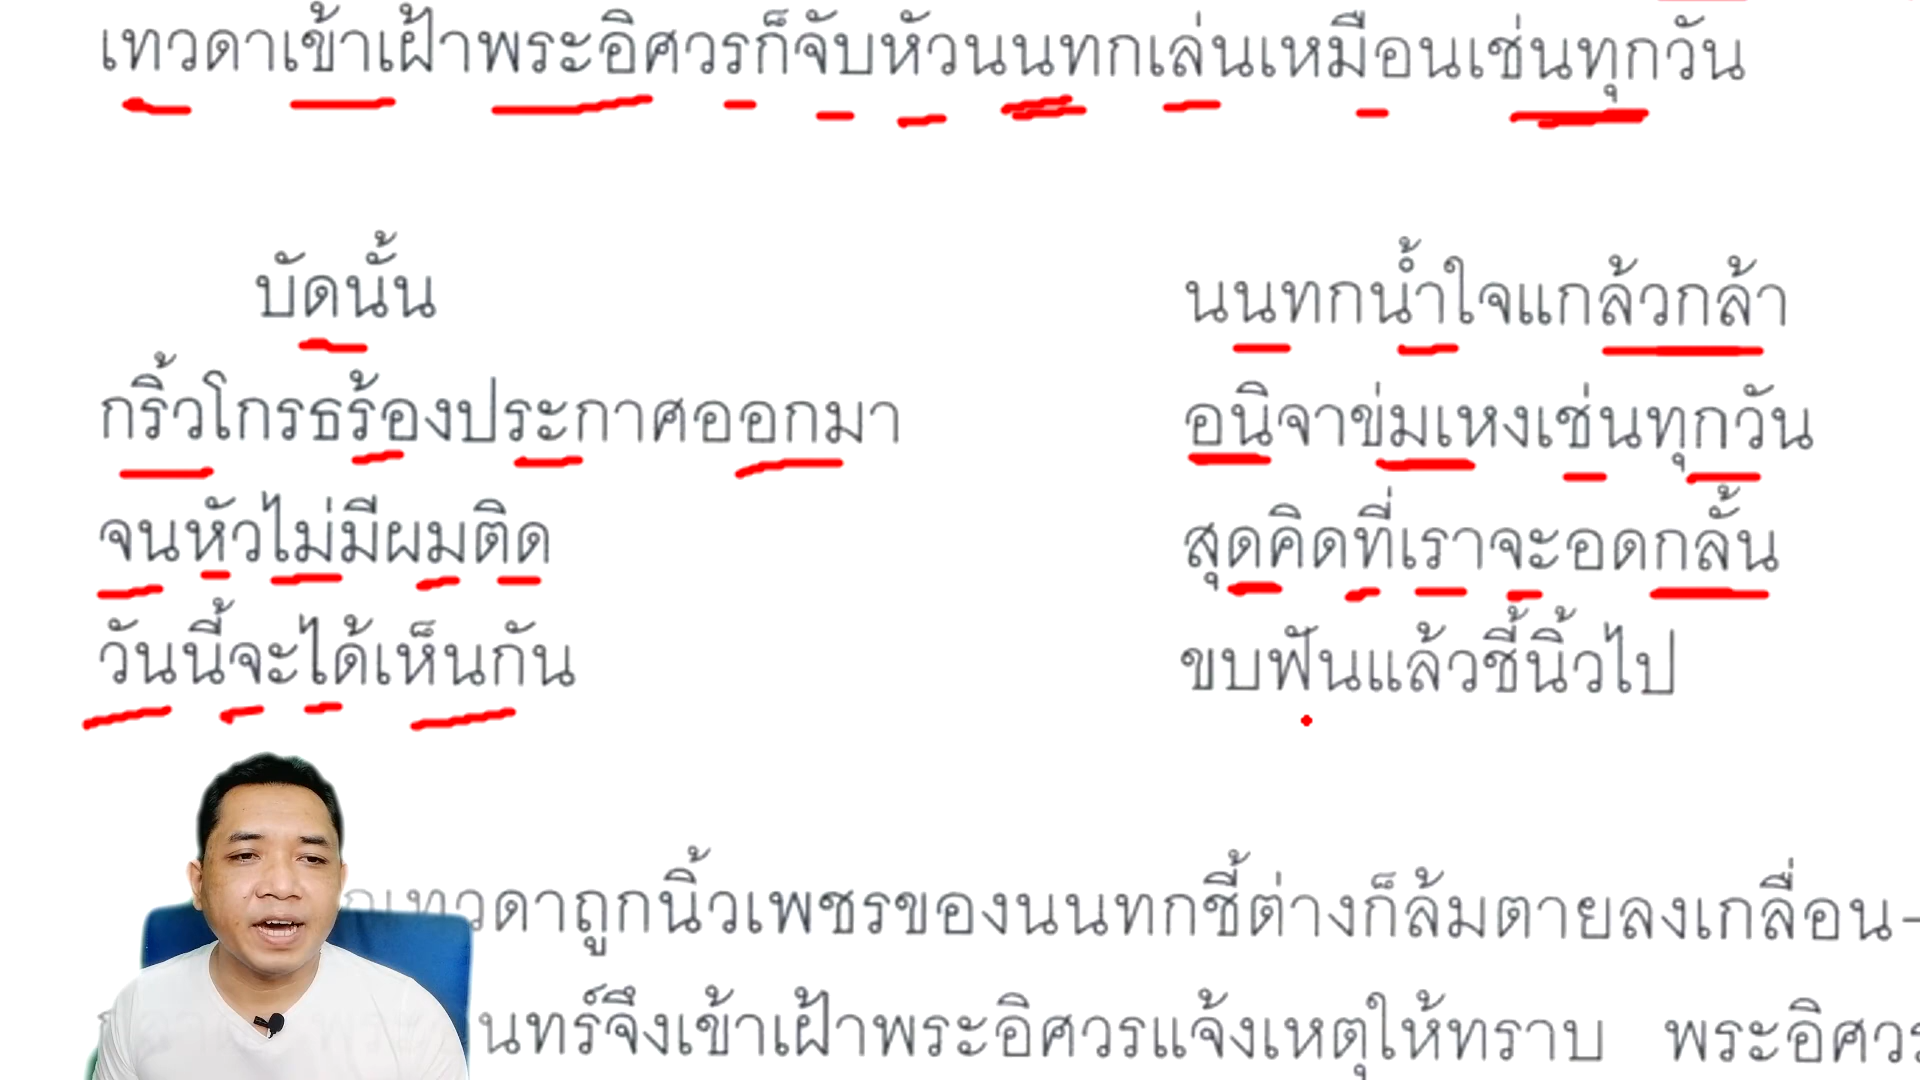 เทวดาเข้าเฝ้าพระอิศวรก็จับหัวนนทกเล่นเหมือนเช่นทุกวัน
บัดนั้น นนทกน้ำใจแกล้วกล้า
กริ้วโกรธร้องประกาศออกมา อนิจาข่มเหงเช่นทุกวัน
จนหัวไม่มีผมติด สุดคิดที่เราจะอดกลั้น
วันนี้จะได้เห็นกัน ขบฟันแล้วชี้นิ้วไป
เทวดาถูกนิ้วเพชรของนนทกชี้ต่างก็ล้มตายลงเกลื่อน-
นทร์จึงเข้าเฝ้าพระอิศวรแจ้งเหตุให้ทราบ พระอิศวร